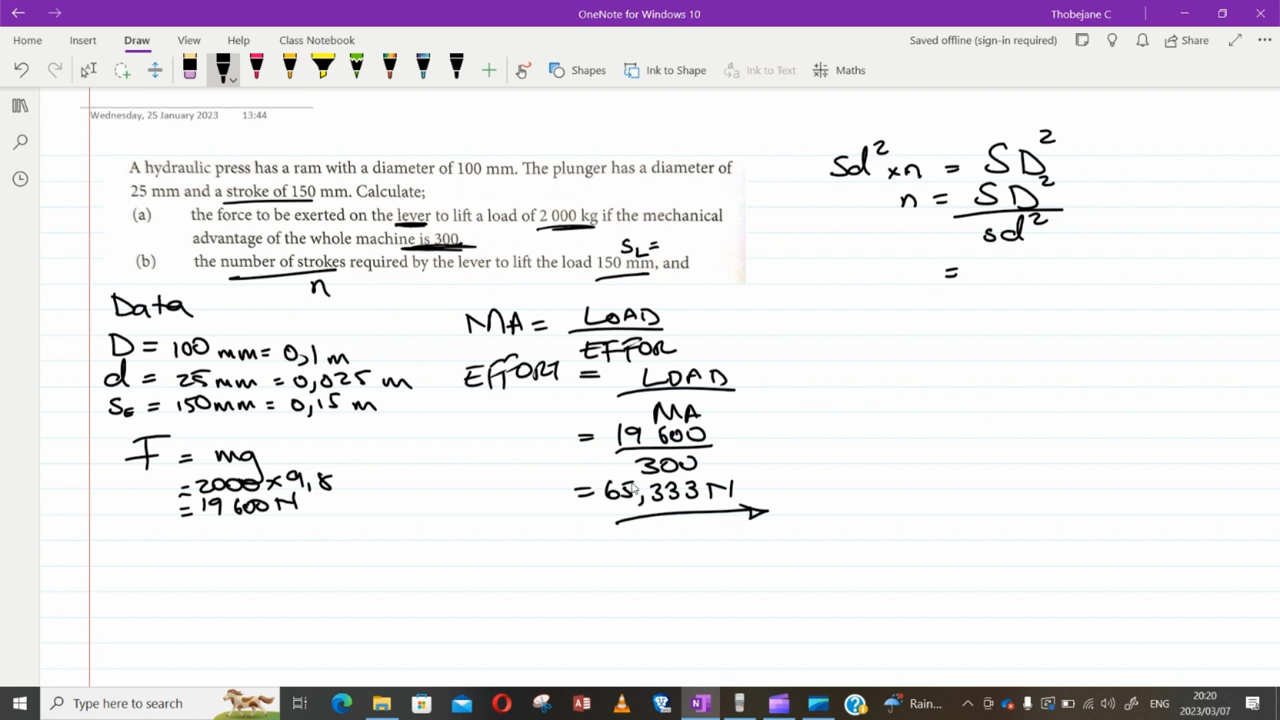 OneNote for Windows 10
Thobejane C
Home Insert Draw View Help Class Notebook
Saved offline (sign-in required) Share
Shapes Ink to Shape Ink to Text Maths
Wednesday, 25 January 2023 13:44
A hydraulic press has a ram with a diameter of 100 mm. The plunger has a diameter of
25 mm and a stroke of 150 mm. Calculate;
(a) the force to be exerted on the lever to lift a load of 2 000 kg if the mechanical
advantage of the whole machine is 300.
SL=
(b) the number of strokes required by the lever to lift the load 150 mm, and
n
Data
D = 100 mm = 0,1 m
d = 25mm = 0,025 m
SE = 150mm = 0,15 m
F = mg
= 2000 x 9,8
= 19 600 N
MA = LOAD
EFFOR
EFFORT = LOAD
MA
= 19 600
300
= 65,333 N
Sd² x n = SD²
n = SD²
sd²
=
Type here to search
Rain...
ENG
20:20
2023/03/07